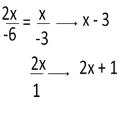 2x/-6 = x/-3 → x - 3
2x/1 → 2x + 1